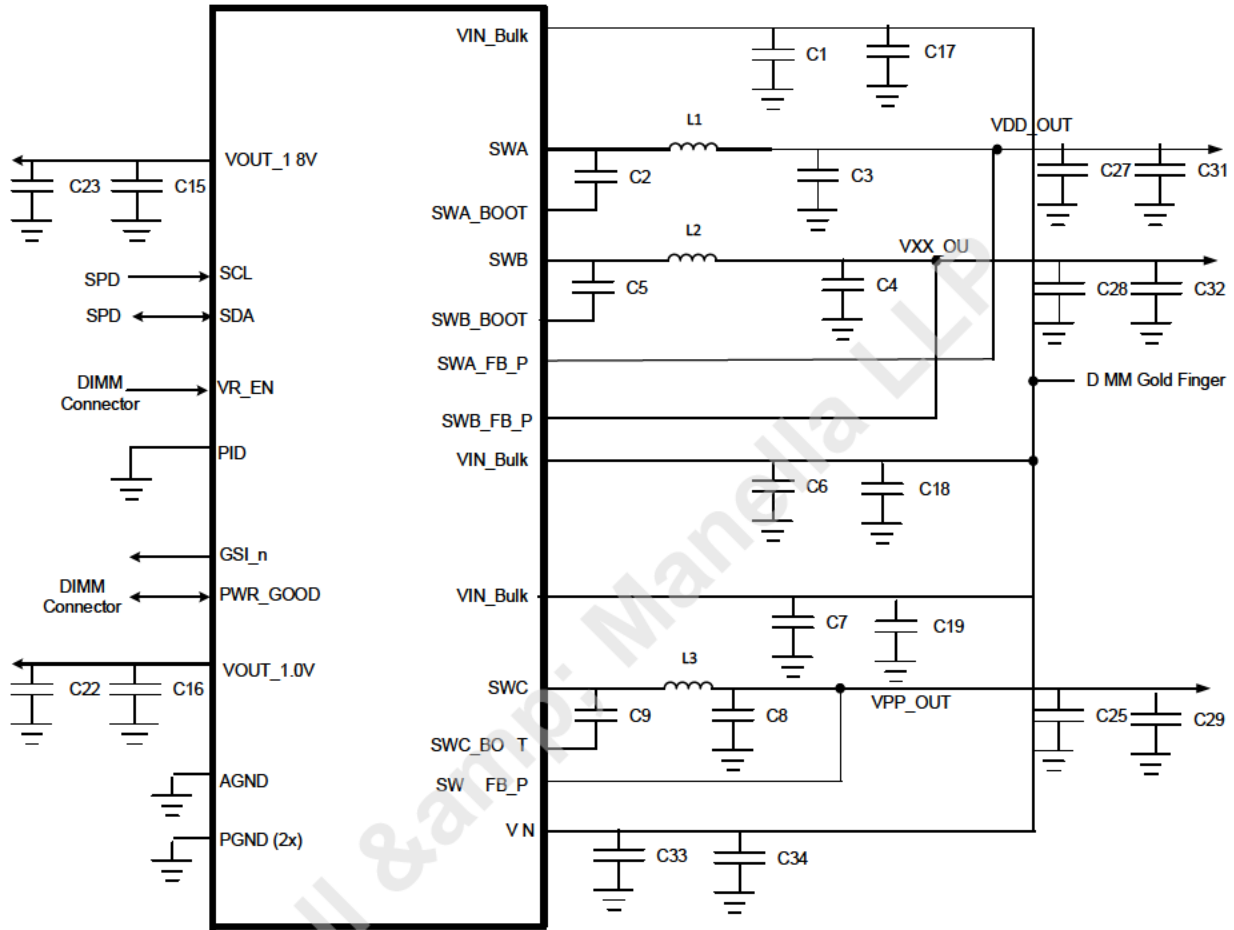 VIN_Bulk
C1
C17
L1
VDD_OUT
SWA
VOUT_1 8V
C23
C15
C2
C3
C27
C31
SWA_BOOT
L2
VXX_OU
SWB
SPD
SCL
C5
C4
C28
C32
SPD
SDA
SWB_BOOT
SWA_FB_P
DIMM
Connector
VR_EN
D MM Gold Finger
SWB_FB_P
PID
VIN_Bulk
C6
C18
GSI_n
DIMM
Connector
PWR_GOOD
VIN_Bulk
C7
C19
L3
VOUT_1.0V
C22
C16
SWC
VPP_OUT
C9
C8
C25
C29
SWC_BO T
AGND
SW FB_P
PGND (2x)
V N
C33
C34
ll &amp; Manella LLP